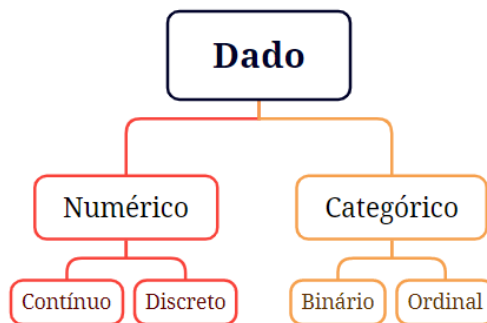 Dado
Numérico
Categórico
Contínuo
Discreto
Binário
Ordinal